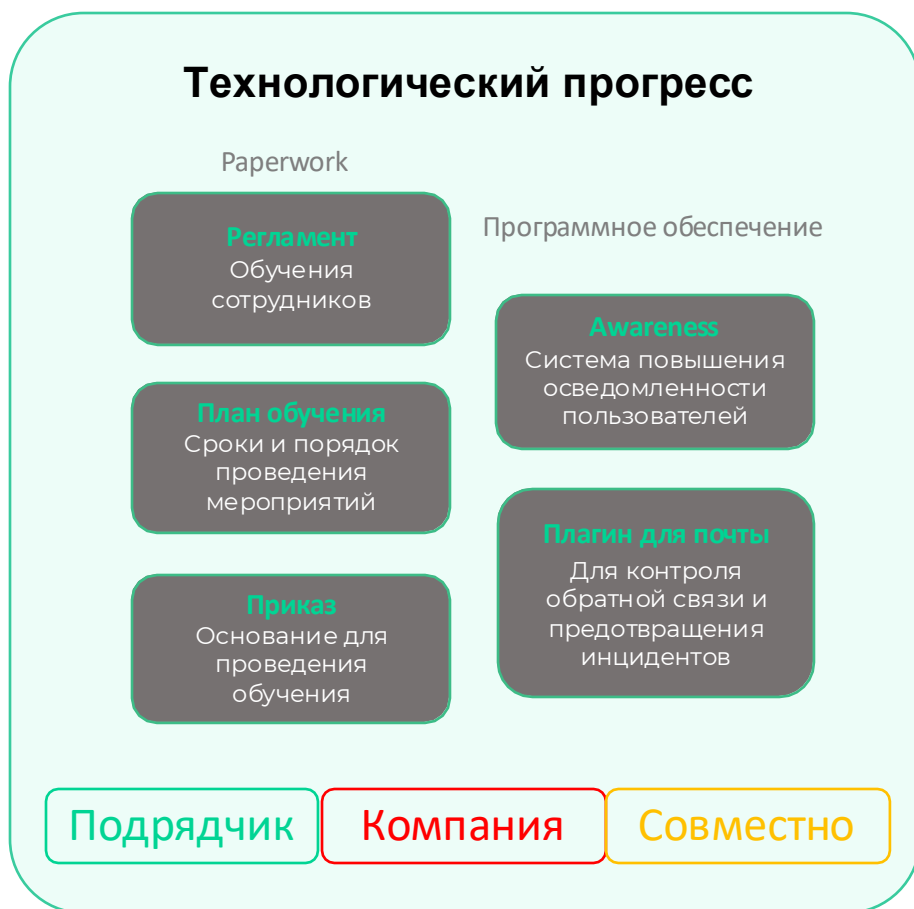 Технологический прогресс
Paperwork
Регламент
Обучения
сотрудников
План обучения
Сроки и порядок
проведения
мероприятий
Приказ
Основание для
проведения
обучения
Программное обеспечение
Awareness
Система повышения
осведомленности
пользователей
Плагин для почты
Для контроля
обратной связи и
предотвращения
инцидентов
Подрядчик
Компания
Совместно